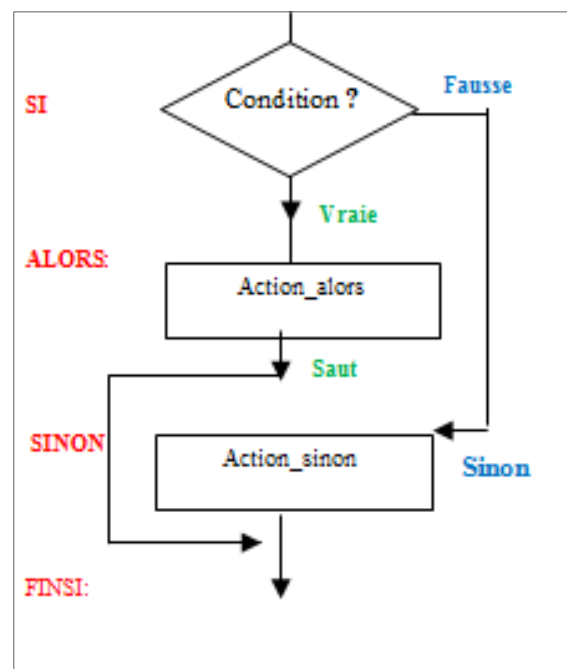 SI
Condition ?
Fausse
Vraie
ALORS:
Action_alors
Saut
SINON
Action_sinon
Sinon
FINSI: